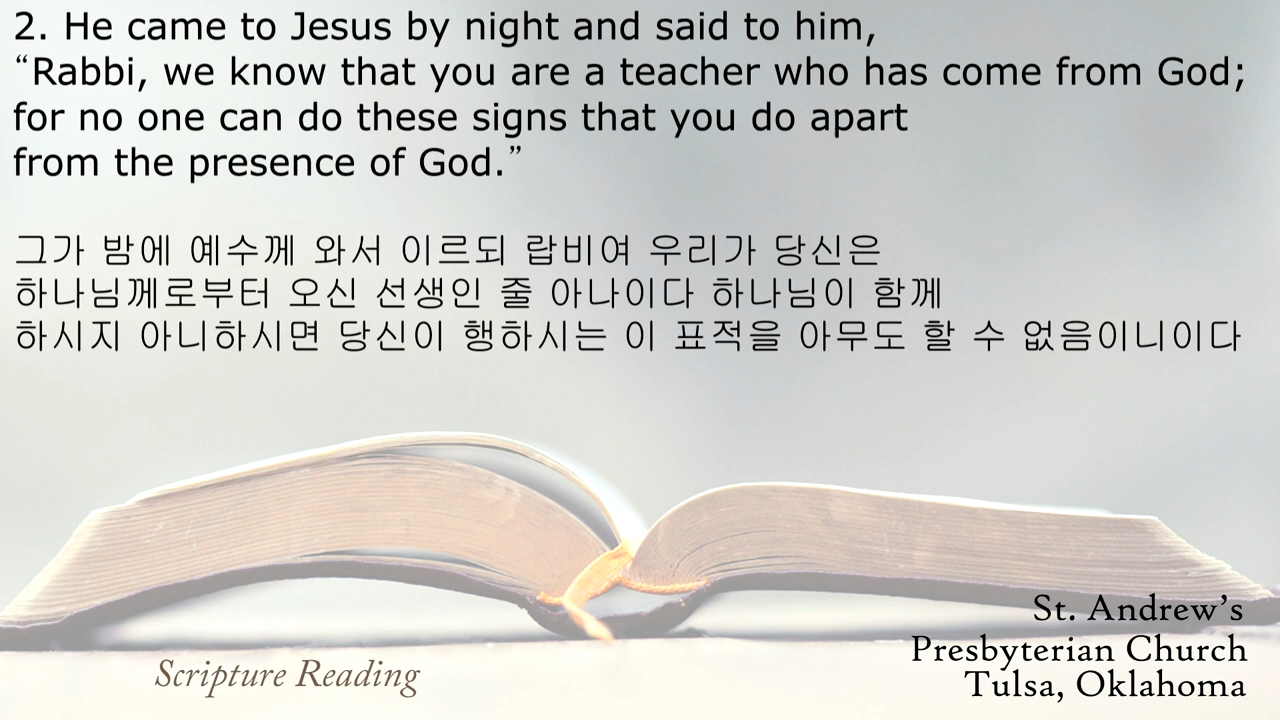 2. He came to Jesus by night and said to him,
“Rabbi, we know that you are a teacher who has come from God;
for no one can do these signs that you do apart
from the presence of God.”
그가 밤에 예수께 와서 이르되 랍비여 우리가 당신은
하나님께로부터 오신 선생인 줄 아나이다 하나님이 함께
하시지 아니하시면 당신이 행하시는 이 표적을 아무도 할 수 없음이니이다
St. Andrew’s
Presbyterian Church
Tulsa, Oklahoma
Scripture Reading